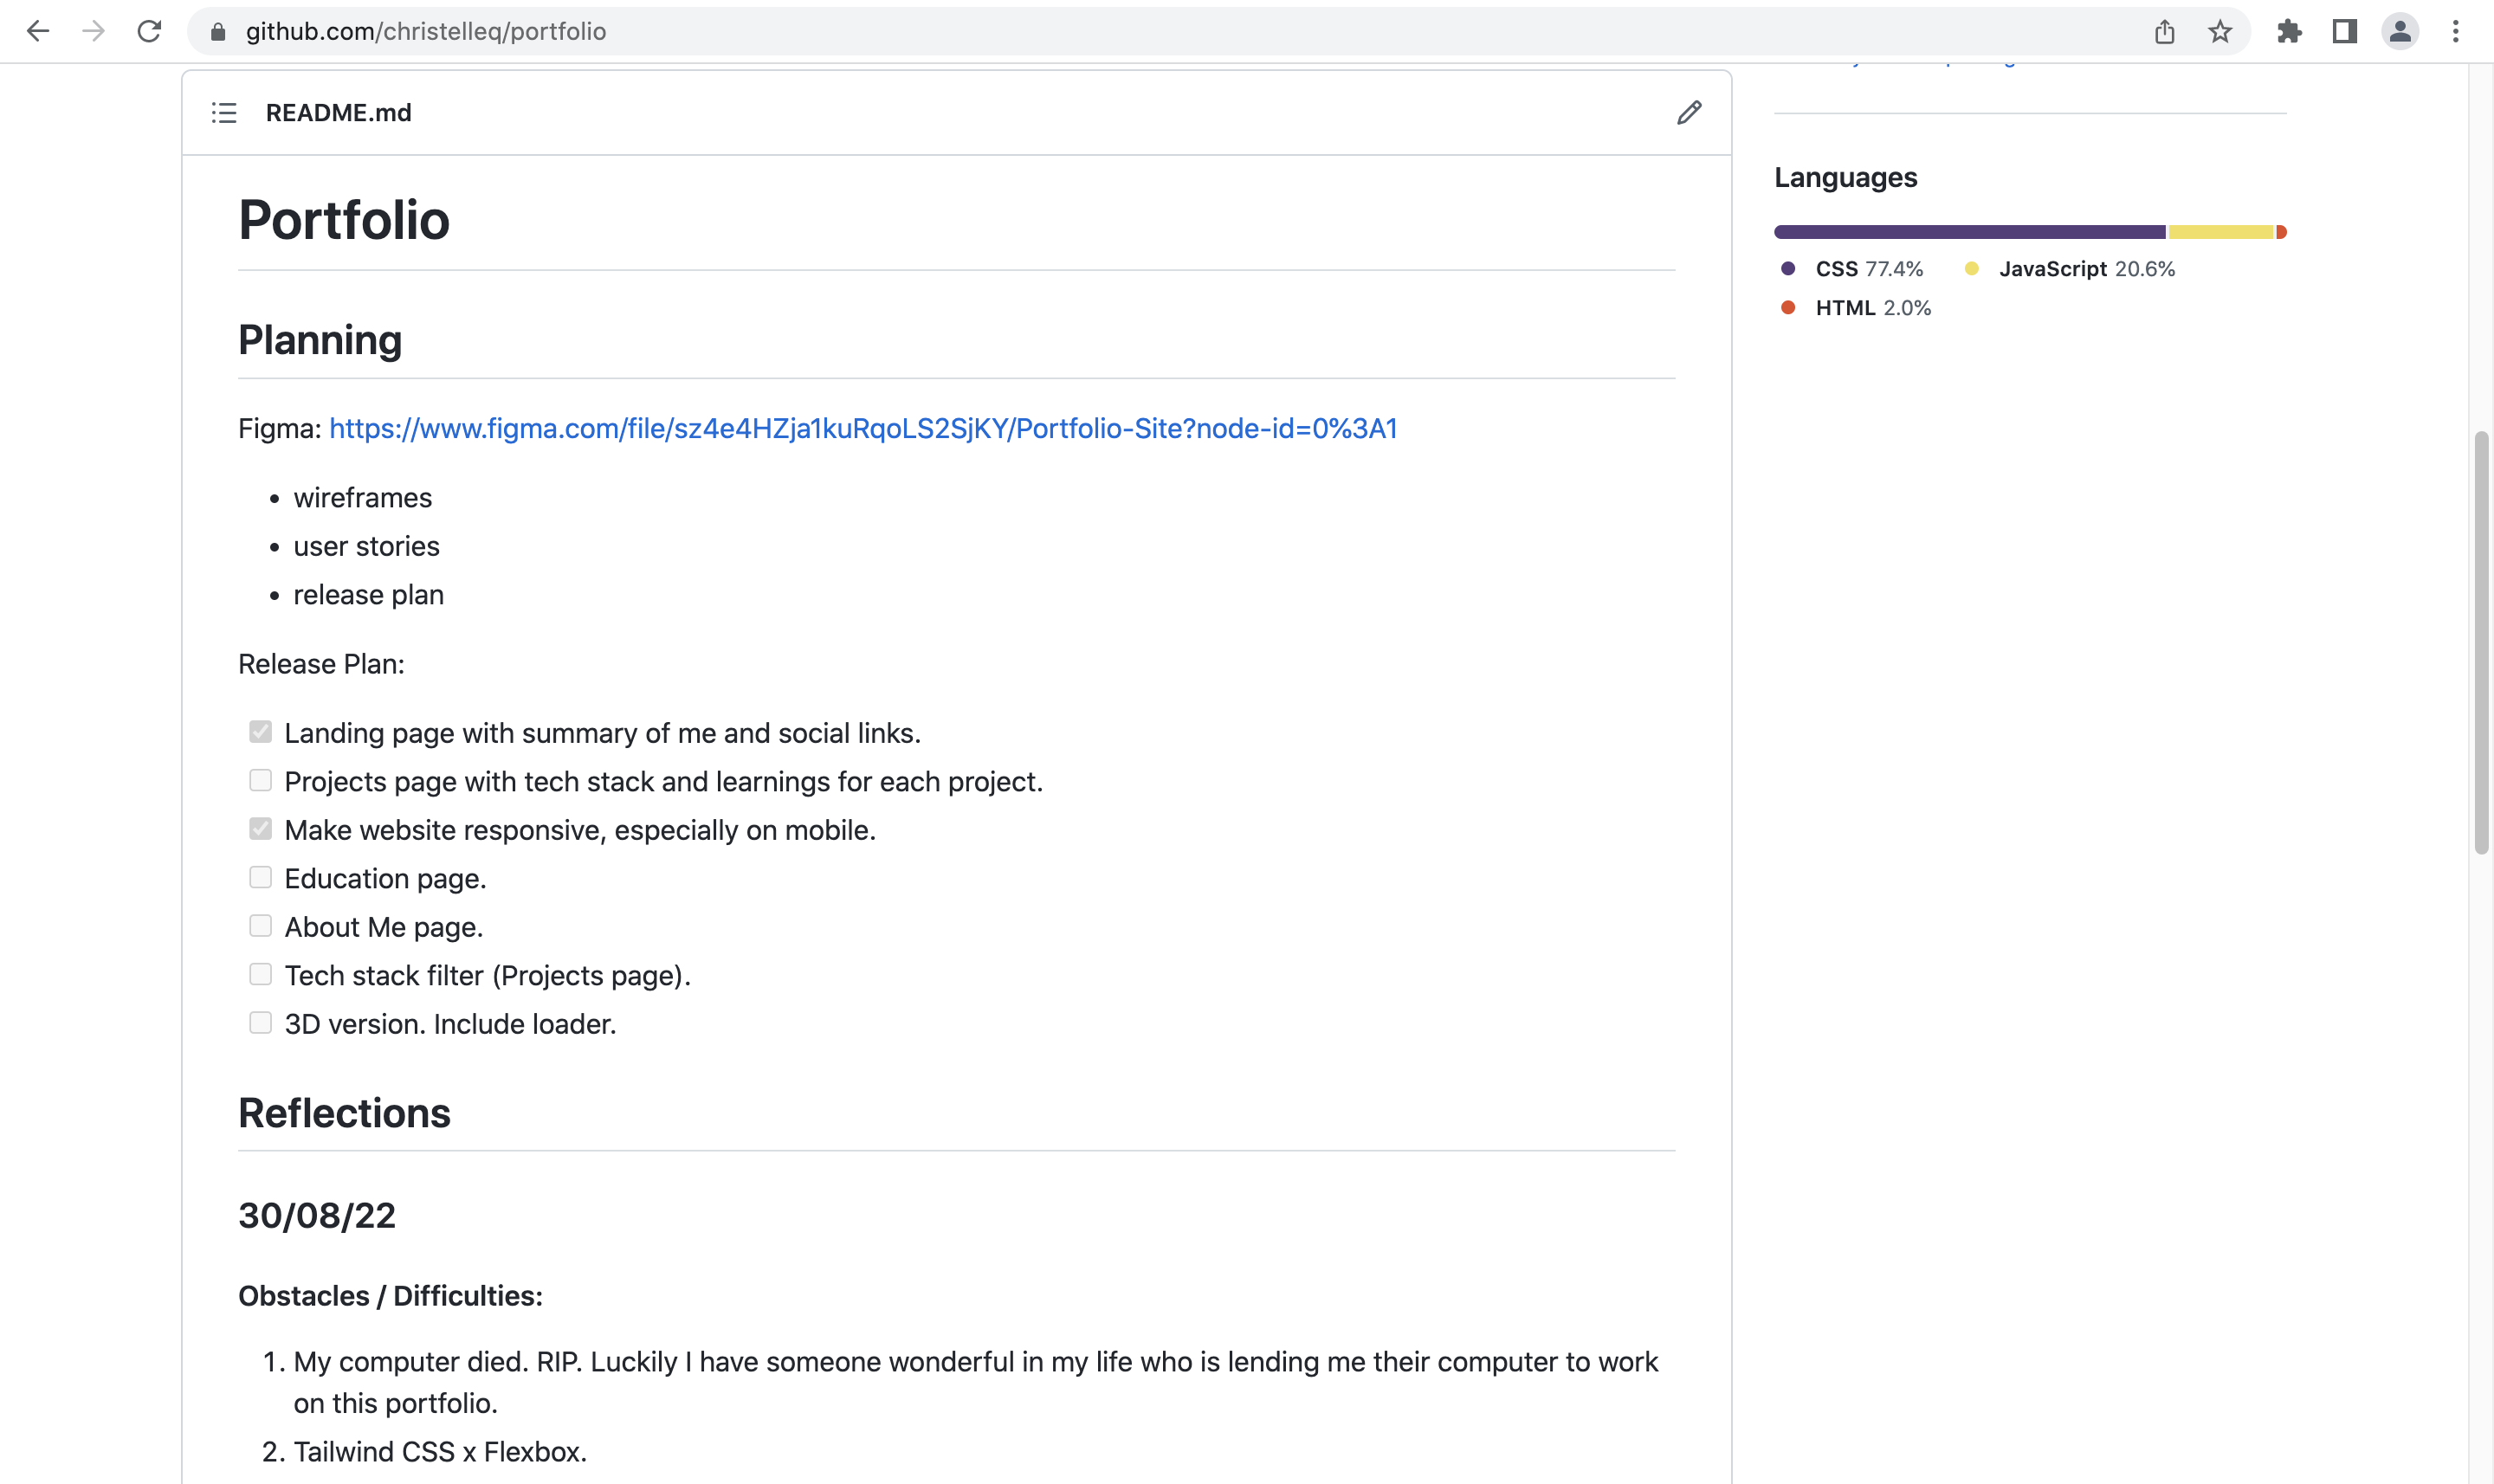 github.com/christelleq/portfolio
README.md
Portfolio
Planning
Figma: https://www.figma.com/file/sz4e4HZja1kuRqoLS2SjKY/Portfolio-Site?node-id=0%3A1
• wireframes
• user stories
• release plan
Release Plan:
Landing page with summary of me and social links.
Projects page with tech stack and learnings for each project.
Make website responsive, especially on mobile.
Education page.
About Me page.
Tech stack filter (Projects page).
3D version. Include loader.
Reflections
30/08/22
Obstacles / Difficulties:
1. My computer died. RIP. Luckily I have someone wonderful in my life who is lending me their computer to work
on this portfolio.
2. Tailwind CSS x Flexbox.
Languages
CSS 77.4% JavaScript 20.6%
HTML 2.0%